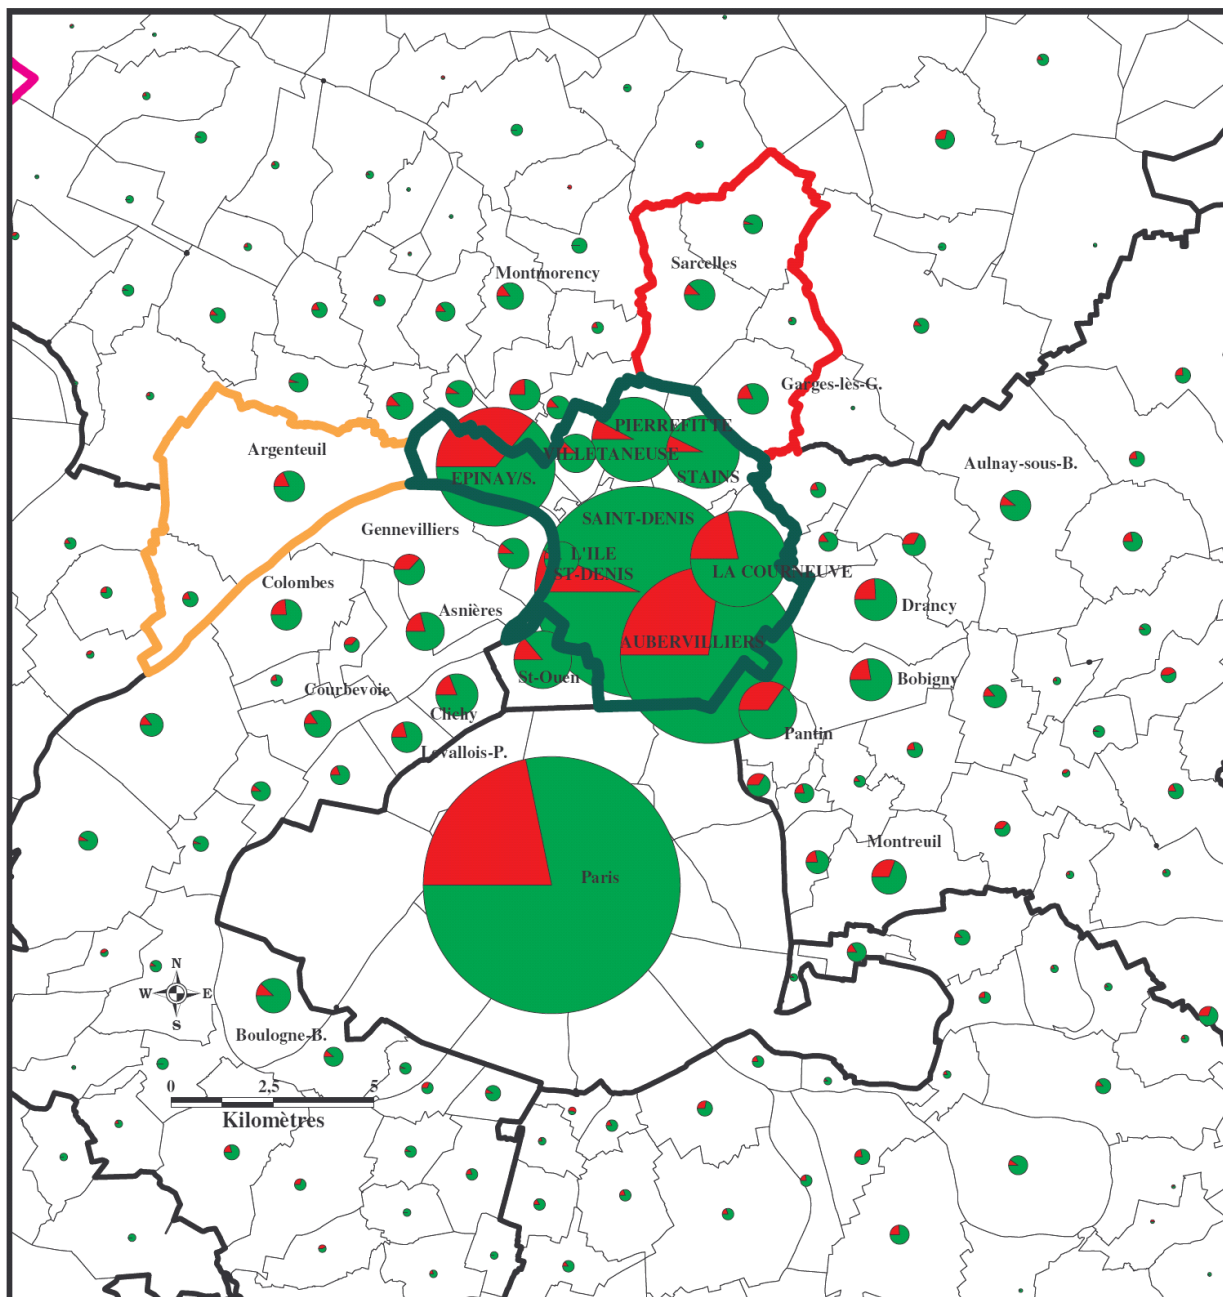 Montmorency
Sarcelles
Garges-lès-G.
PIERREFITTE
Argenteuil
VILLETANEUSE
Aulnay-sous-B.
EPINAY/S.
STAINS
SAINT-DENIS
Gennevilliers
L'ILE
ST-DENIS
LA COURNEUVE
Colombes
Asnières
Drancy
AUBERVILLIERS
St-Ouen
Bobigny
Courbevoie
Clichy
Pantin
Levallois-P.
Montreuil
Paris
N
W E
S
Boulogne-B.
0 2,5 5
Kilomètres